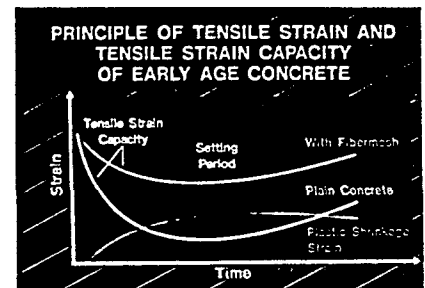 PRINCIPLE OF TENSILE STRAIN AND
TENSILE STRAIN CAPACITY
OF EARLY AGE CONCRETE
Tensile Strain
Capacity
Setting
Period
With Fibermesh
Strain
Plain Concrete
Plastic Shrinkage
Strain
Time